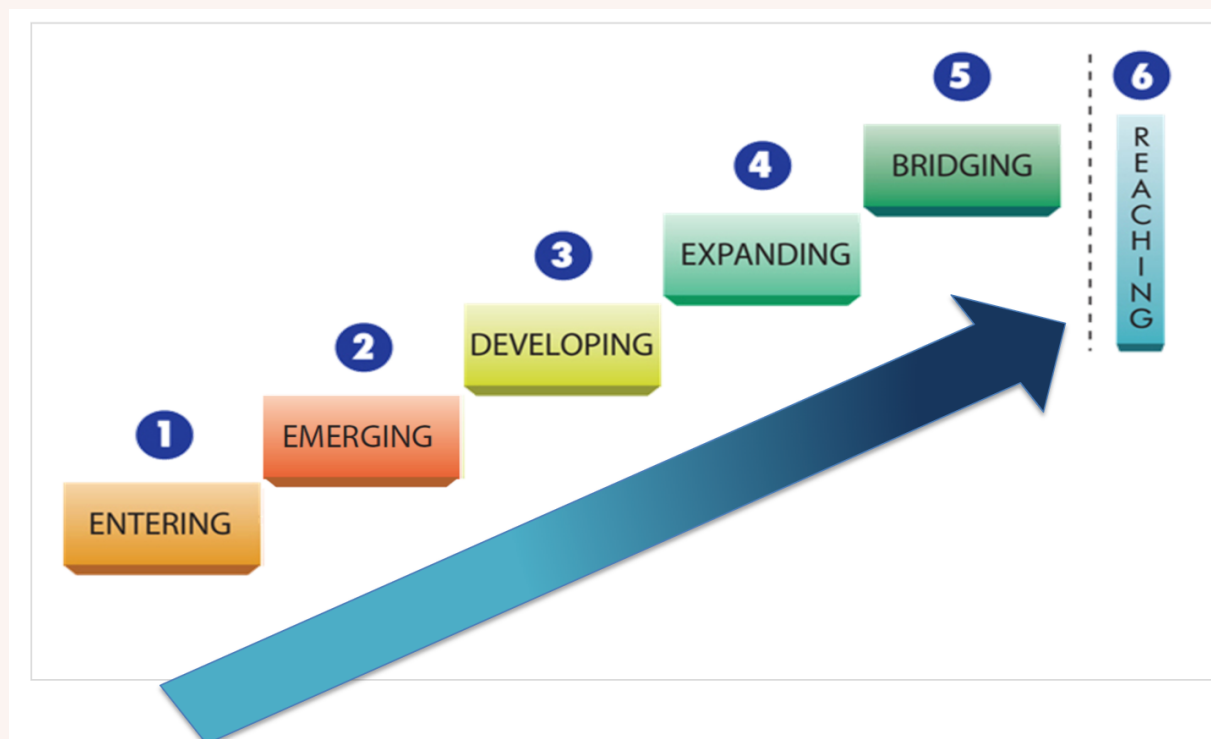 1
ENTERING
2
EMERGING
3
DEVELOPING
4
EXPANDING
5
BRIDGING
6
REACHING